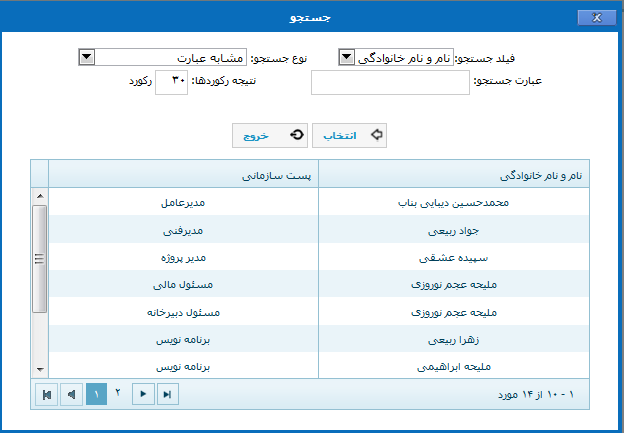 جستجو
فیلد جستجو: نام و نام خانوادگی نوع جستجو: مشابه عبارت
عبارت جستجو: نتیجه رکوردها: ۳۰ رکورد
انتخاب خروج
نام و نام خانوادگی پست سازمانی
محمدحسین دیبایی بناب مدیرعامل
جواد ربیعی مدیرفنی
سپیده عشقی مدیر پروژه
ملیحه عجم نوروزی مسئول مالی
ملیحه عجم نوروزی مسئول دبیرخانه
زهرا ربیعی برنامه نویس
ملیحه ابراهیمی برنامه نویس
۱ - ۱۰ از ۱۴ مورد ۲ ۱